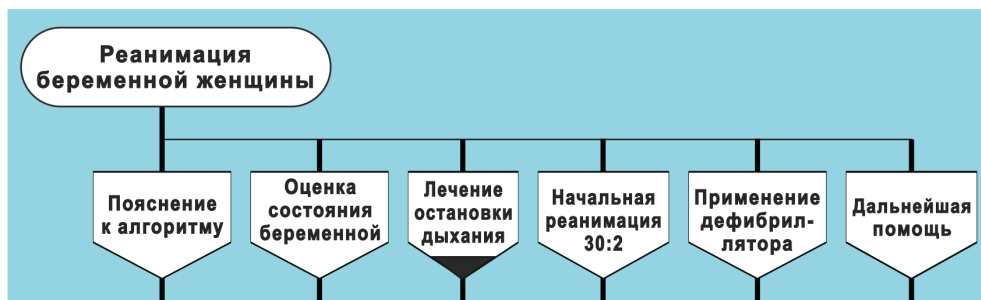 Реанимация
беременной женщины
Пояснение
к алгоритму
Оценка
состояния
беременной
Лечение
остановки
дыхания
Начальная
реанимация
30:2
Применение
дефибрил-
лятора
Дальнейшая
помощь